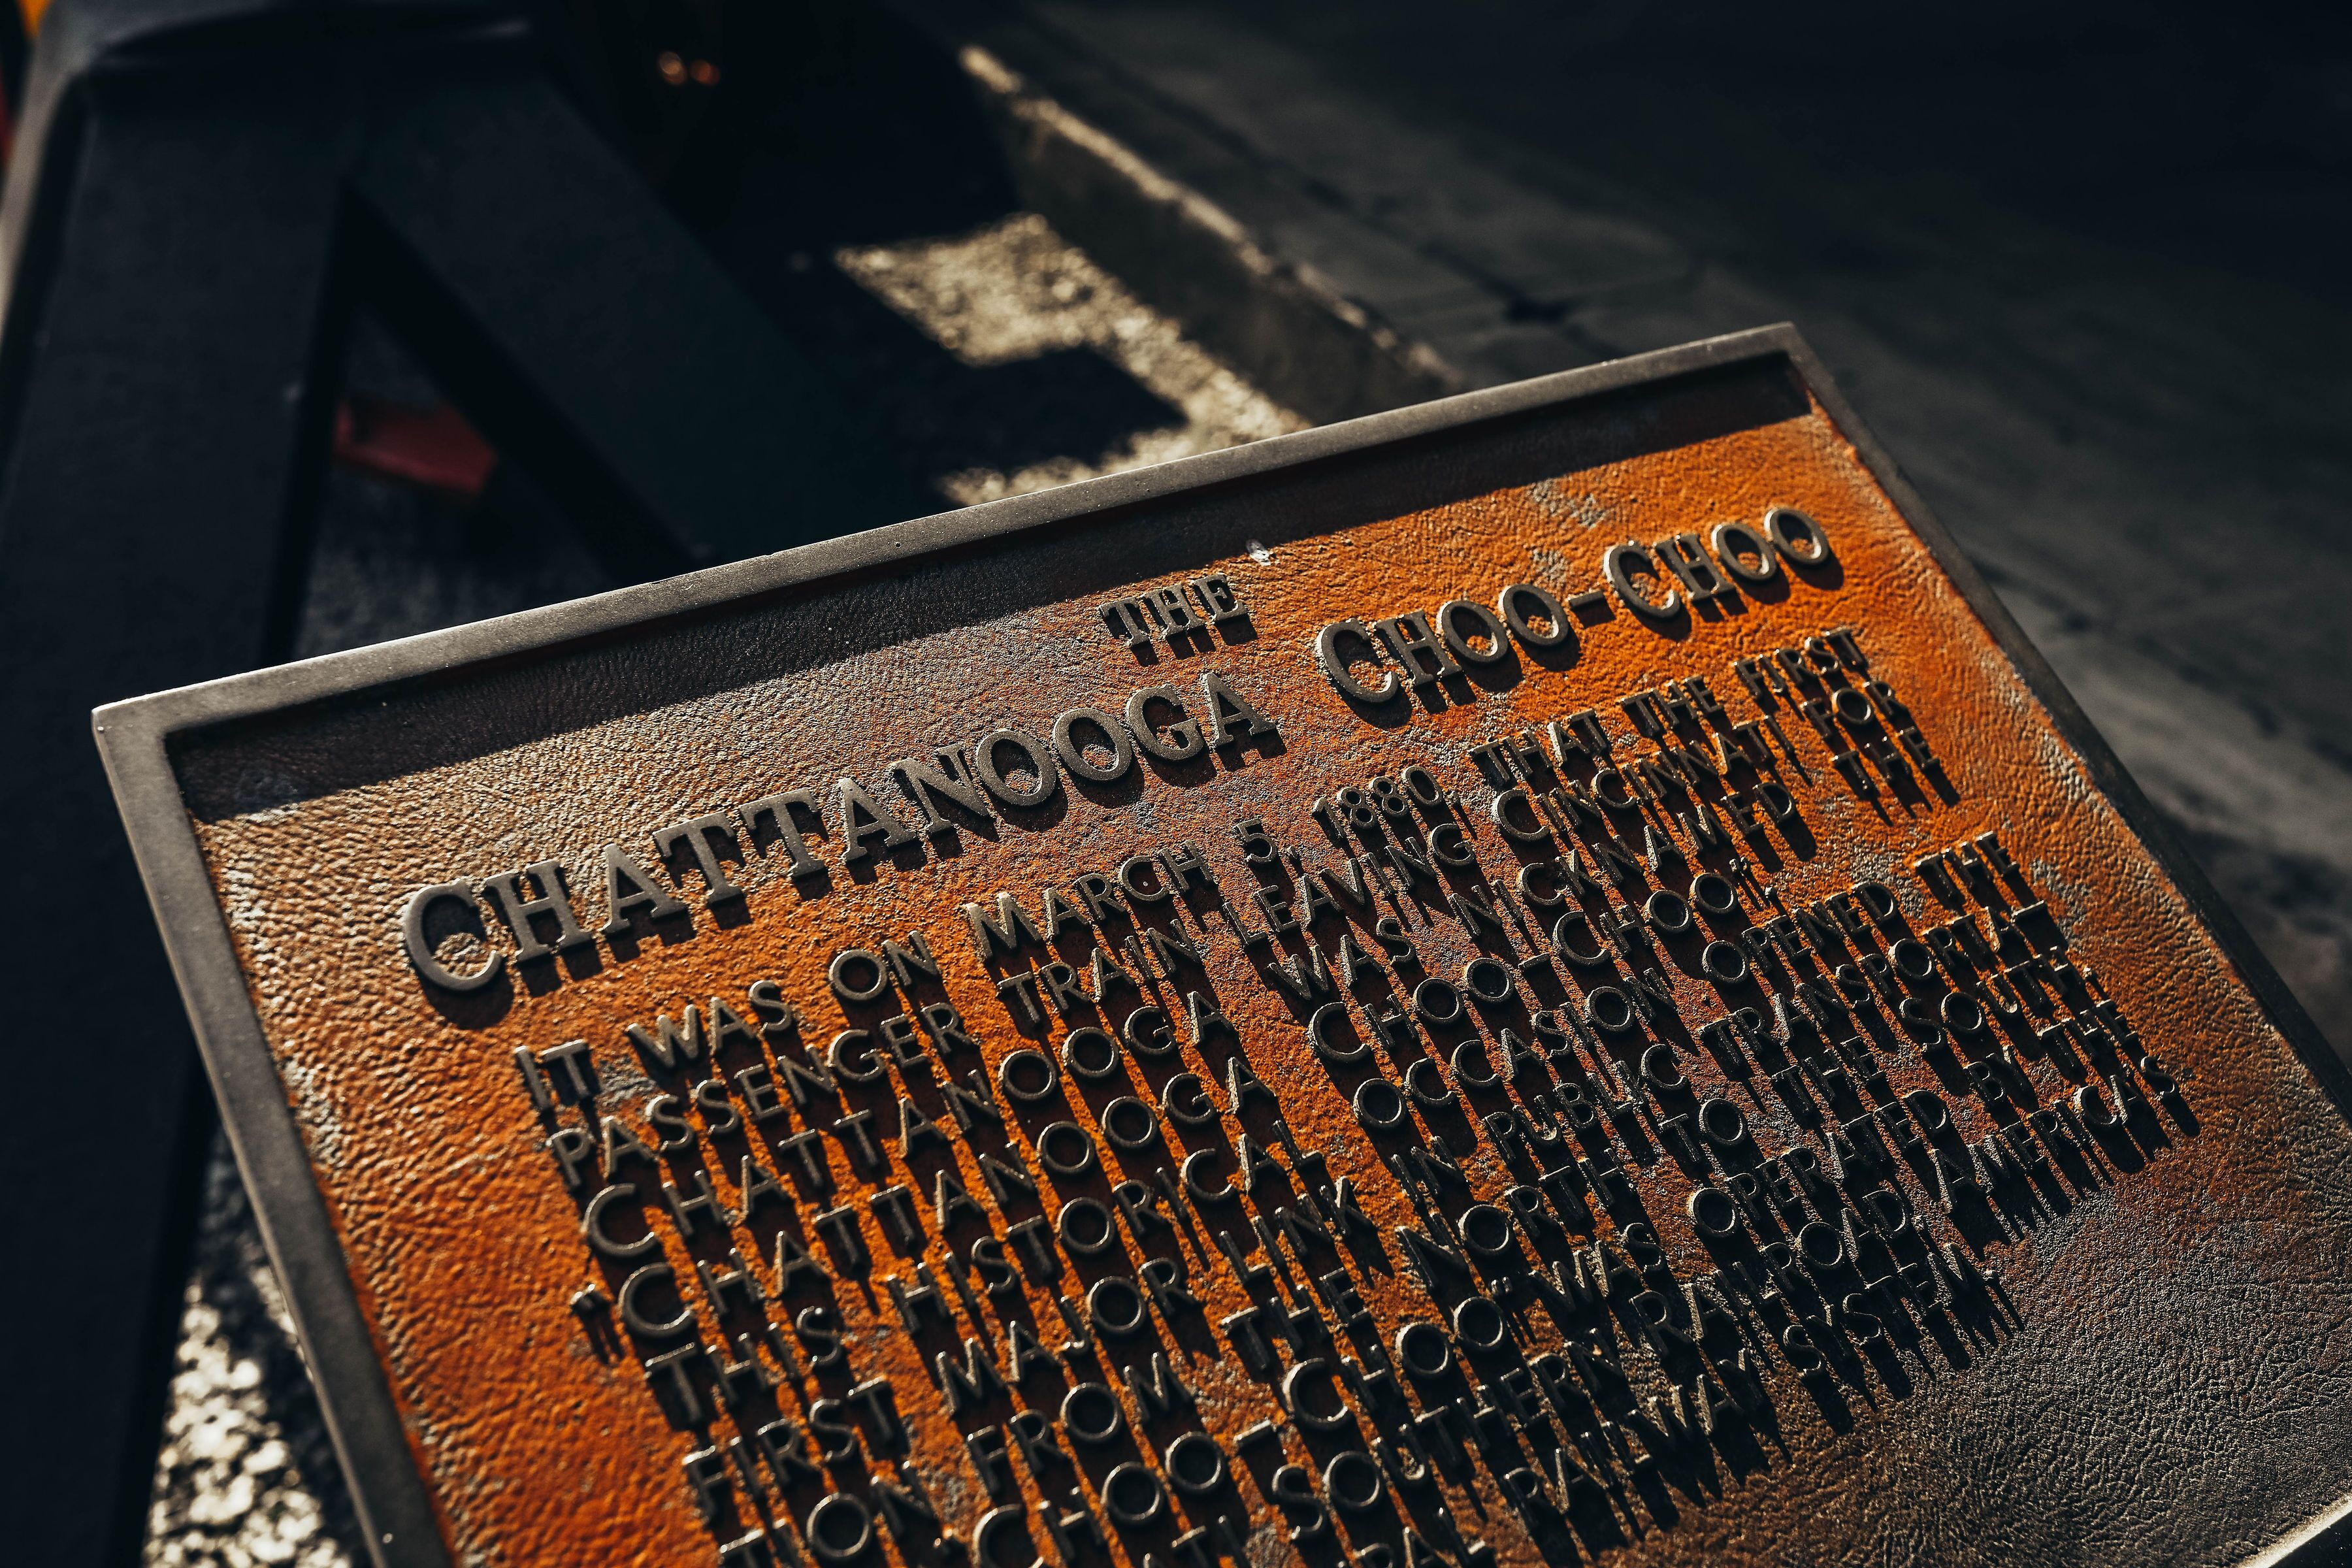 THE
CHATTANOOGA CHOO-CHOO
IT WAS ON MARCH 5, 1880 THAT THE FIRST
PASSENGER TRAIN LEAVING CINCINNATI FOR
CHATTANOOGA WAS NICKNAMED THE
"CHATTANOOGA CHOO-CHOO".
THIS HISTORICAL OCCASION OPENED THE
FIRST MAJOR LINK IN PUBLIC TRANSPORTA-
TION FROM THE NORTH TO THE SOUTH.
CHOO-CHOO" WAS OPERATED BY THE
SOUTHERN RAILROAD, AMERICA'S
RAILWAY SYSTEM.